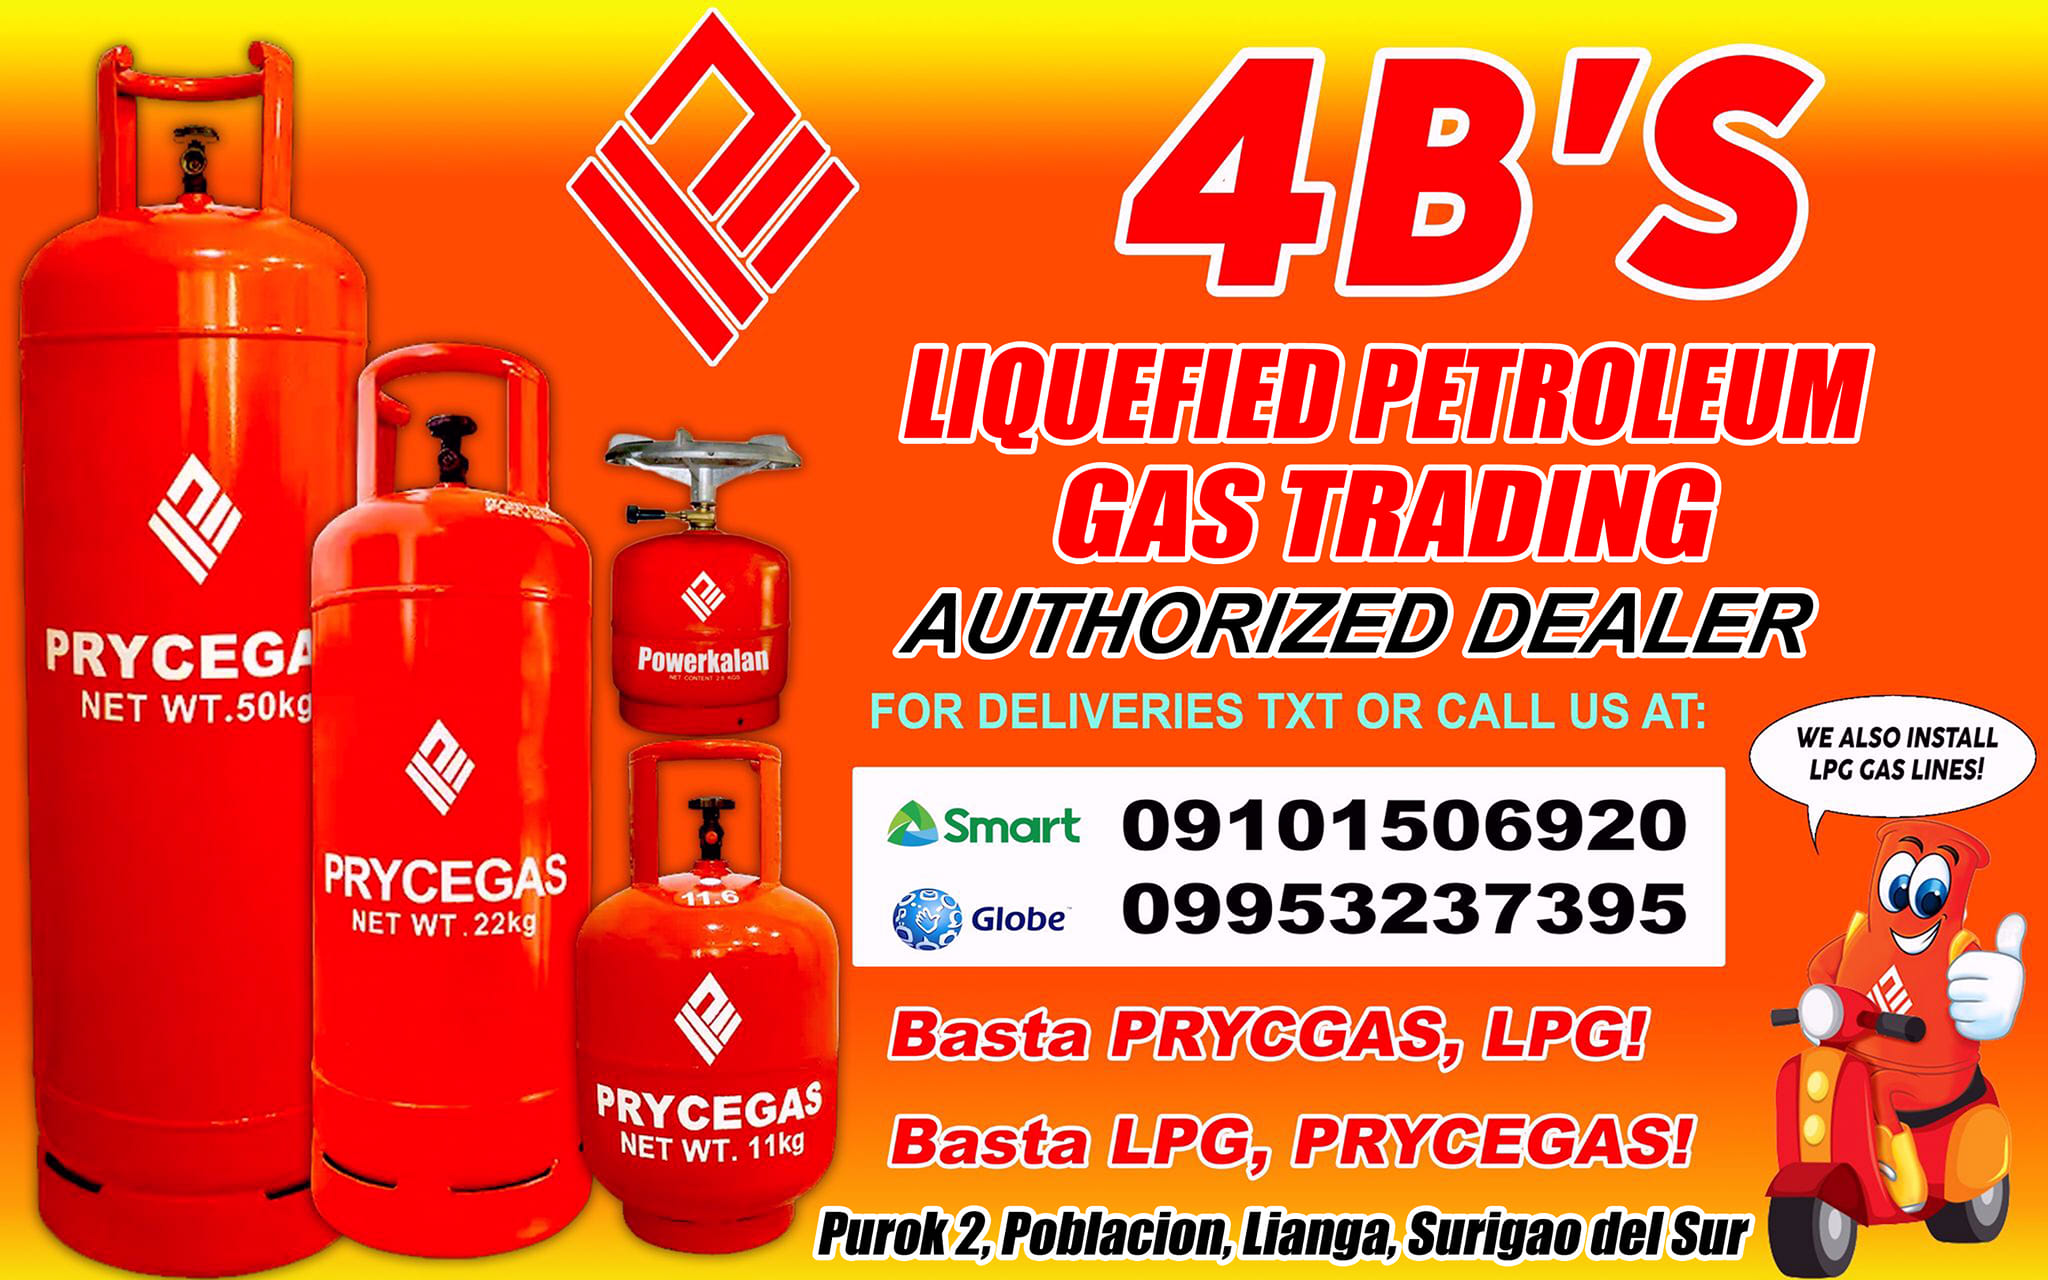 4B'S
LIQUEFIED PETROLEUM
GAS TRADING
AUTHORIZED DEALER
FOR DELIVERIES TXT OR CALL US AT:
Smart 09101506920
Globe 09953237395
WE ALSO INSTALL
LPG GAS LINES!
Basta PRYCGAS, LPG!
Basta LPG, PRYCEGAS!
Purok 2, Poblacion, Lianga, Surigao del Sur
PRYCEGA
NET WT.50kg
PRYCEGAS
NET WT. 22kg
Powerkalan
11.6
PRYCEGAS
NET WT. 11kg